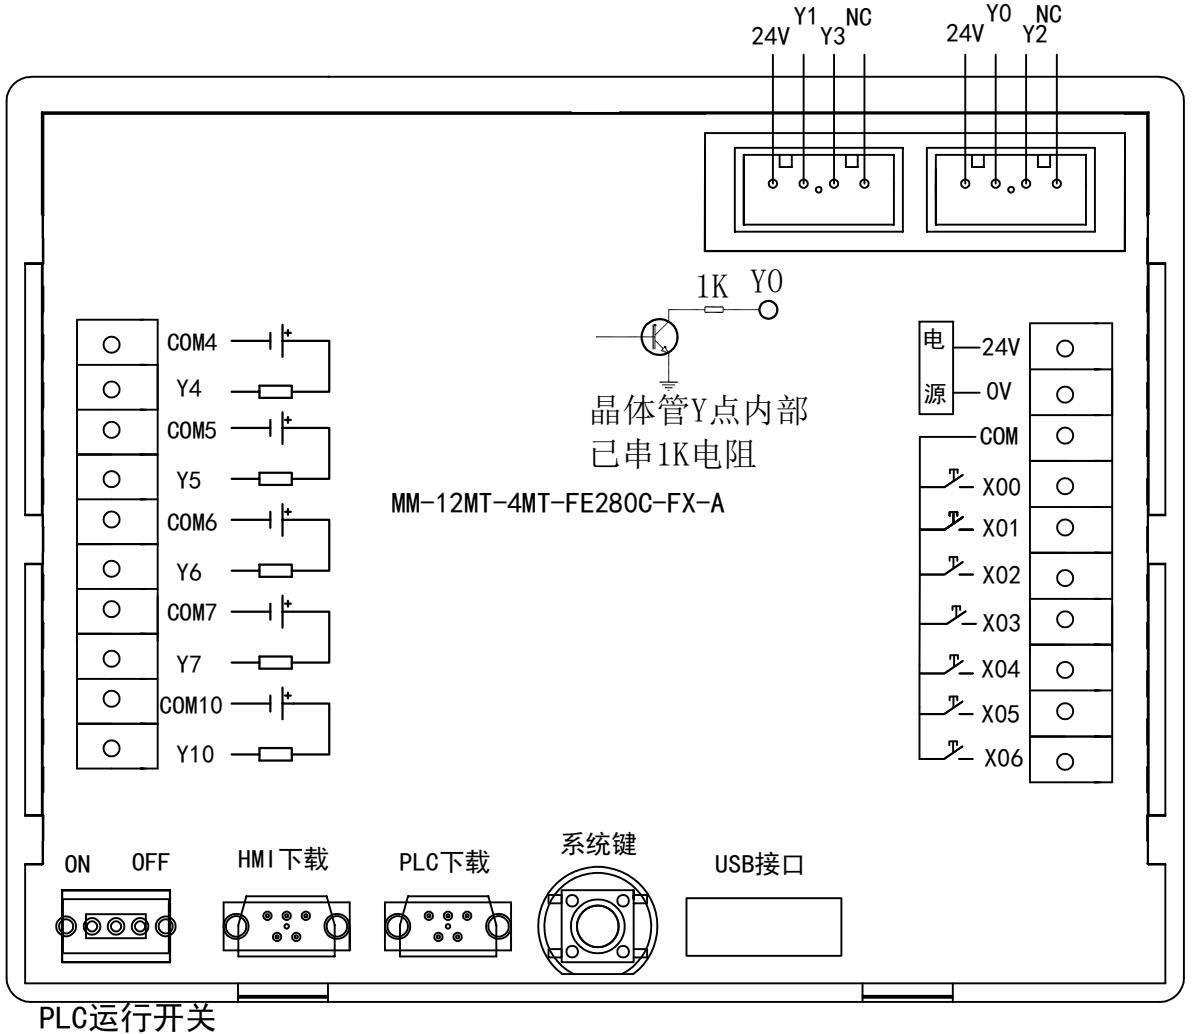 24V Y1 Y3 NC
24V Y0 Y2 NC
1K Y0
晶体管Y点内部
已串1K电阻
MM-12MT-4MT-FE280C-FX-A
COM4
Y4
COM5
Y5
COM6
Y6
COM7
Y7
COM10
Y10
电源
24V
0V
COM
X00
X01
X02
X03
X04
X05
X06
ON OFF
HMI下载
PLC下载
系统键
USB接口
PLC运行开关